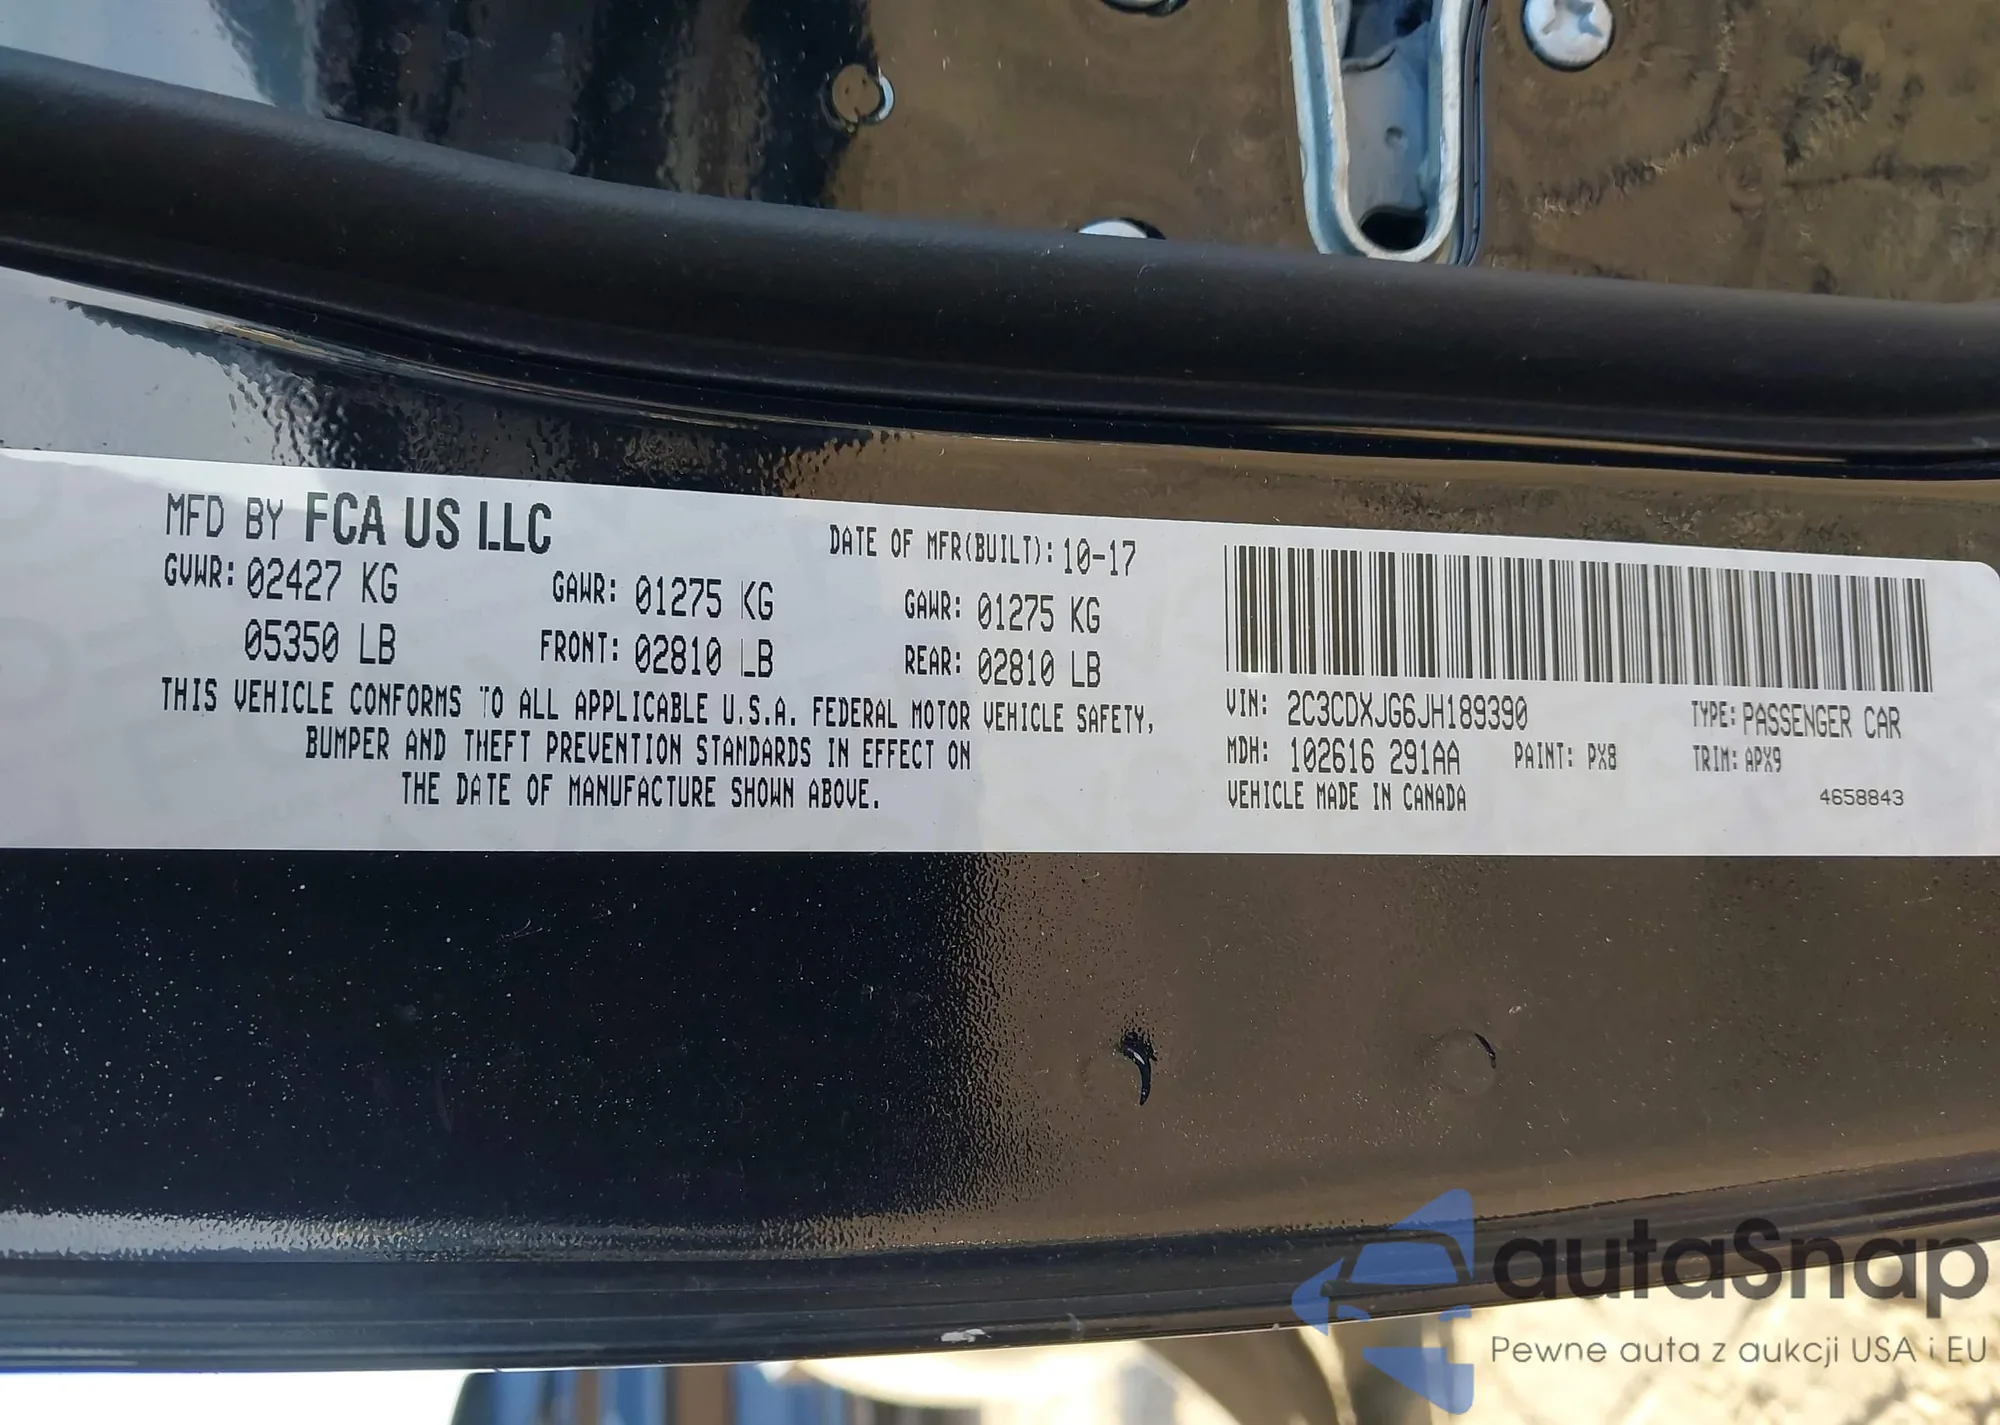 MFD BY FCA US LLC
DATE OF MFR(BUILT): 10-17
GVWR: 02427 KG
05350 LB
GAWR: 01275 KG
FRONT: 02810 LB
GAWR: 01275 KG
REAR: 02810 LB
THIS VEHICLE CONFORMS TO ALL APPLICABLE U.S.A. FEDERAL MOTOR VEHICLE SAFETY,
BUMPER AND THEFT PREVENTION STANDARDS IN EFFECT ON
THE DATE OF MANUFACTURE SHOWN ABOVE.
VIN: 2C3CDXJG6JH189390
TYPE: PASSENGER CAR
MDH: 102616 291AA PAINT: PX8 TRIM: APX9
VEHICLE MADE IN CANADA
4658843
autaSnap
Pewne auta z aukcji USA i EU